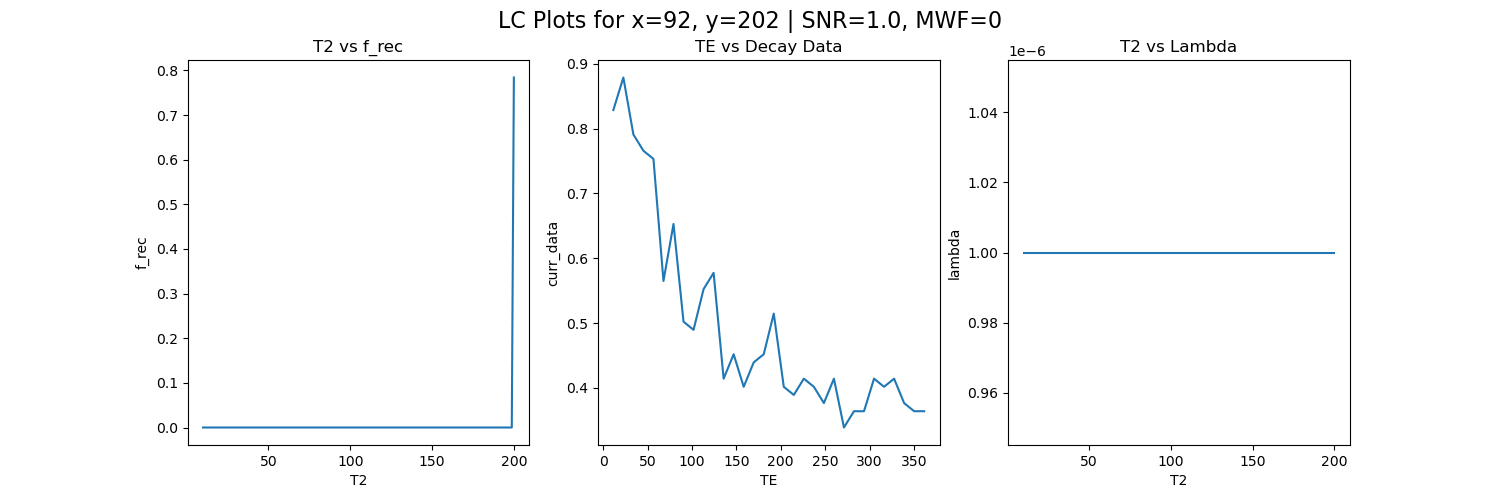 LC Plots for x=92, y=202 | SNR=1.0, MWF=0
T2 vs f_rec
0.8
0.7
0.6
0.5
0.4
0.3
0.2
0.1
0.0
f_rec
50 100 150 200
T2
TE vs Decay Data
0.9
0.8
0.7
0.6
0.5
0.4
curr_data
0 50 100 150 200 250 300 350
TE
T2 vs Lambda
1e−6
1.04
1.02
1.00
0.98
0.96
lambda
50 100 150 200
T2